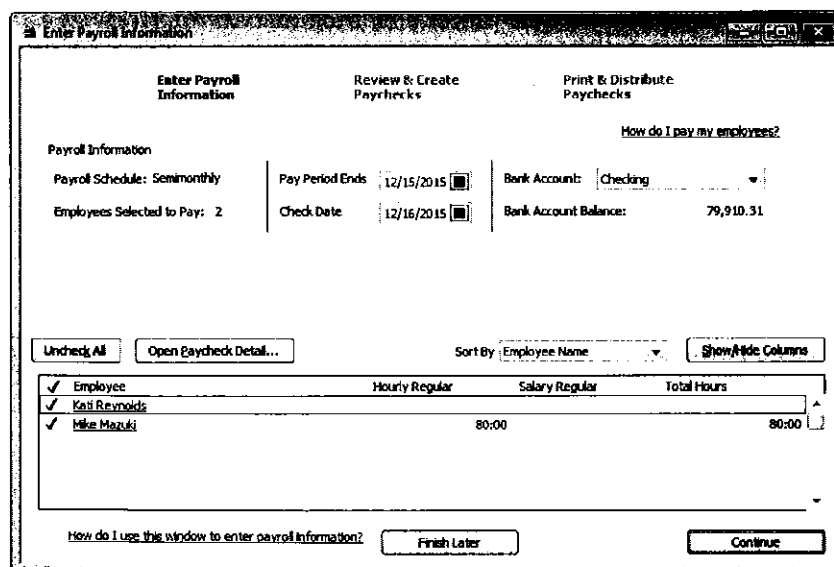 Enter Payroll Information
Enter Payroll Information
Review & Create Paychecks
Print & Distribute Paychecks
How do I pay my employees?
Payroll Information
Payroll Schedule: Semimonthly
Pay Period Ends 12/15/2015
Bank Account: Checking
Employees Selected to Pay: 2
Check Date 12/16/2015
Bank Account Balance: 79,910.31
Uncheck All
Open Paycheck Detail...
Sort By Employee Name
Show/Hide Columns
✓ Employee Hourly Regular Salary Regular Total Hours
✓ Kati Reynolds
✓ Mike Mazuki 80:00 80:00
How do I use this window to enter payroll information?
Finish Later
Continue